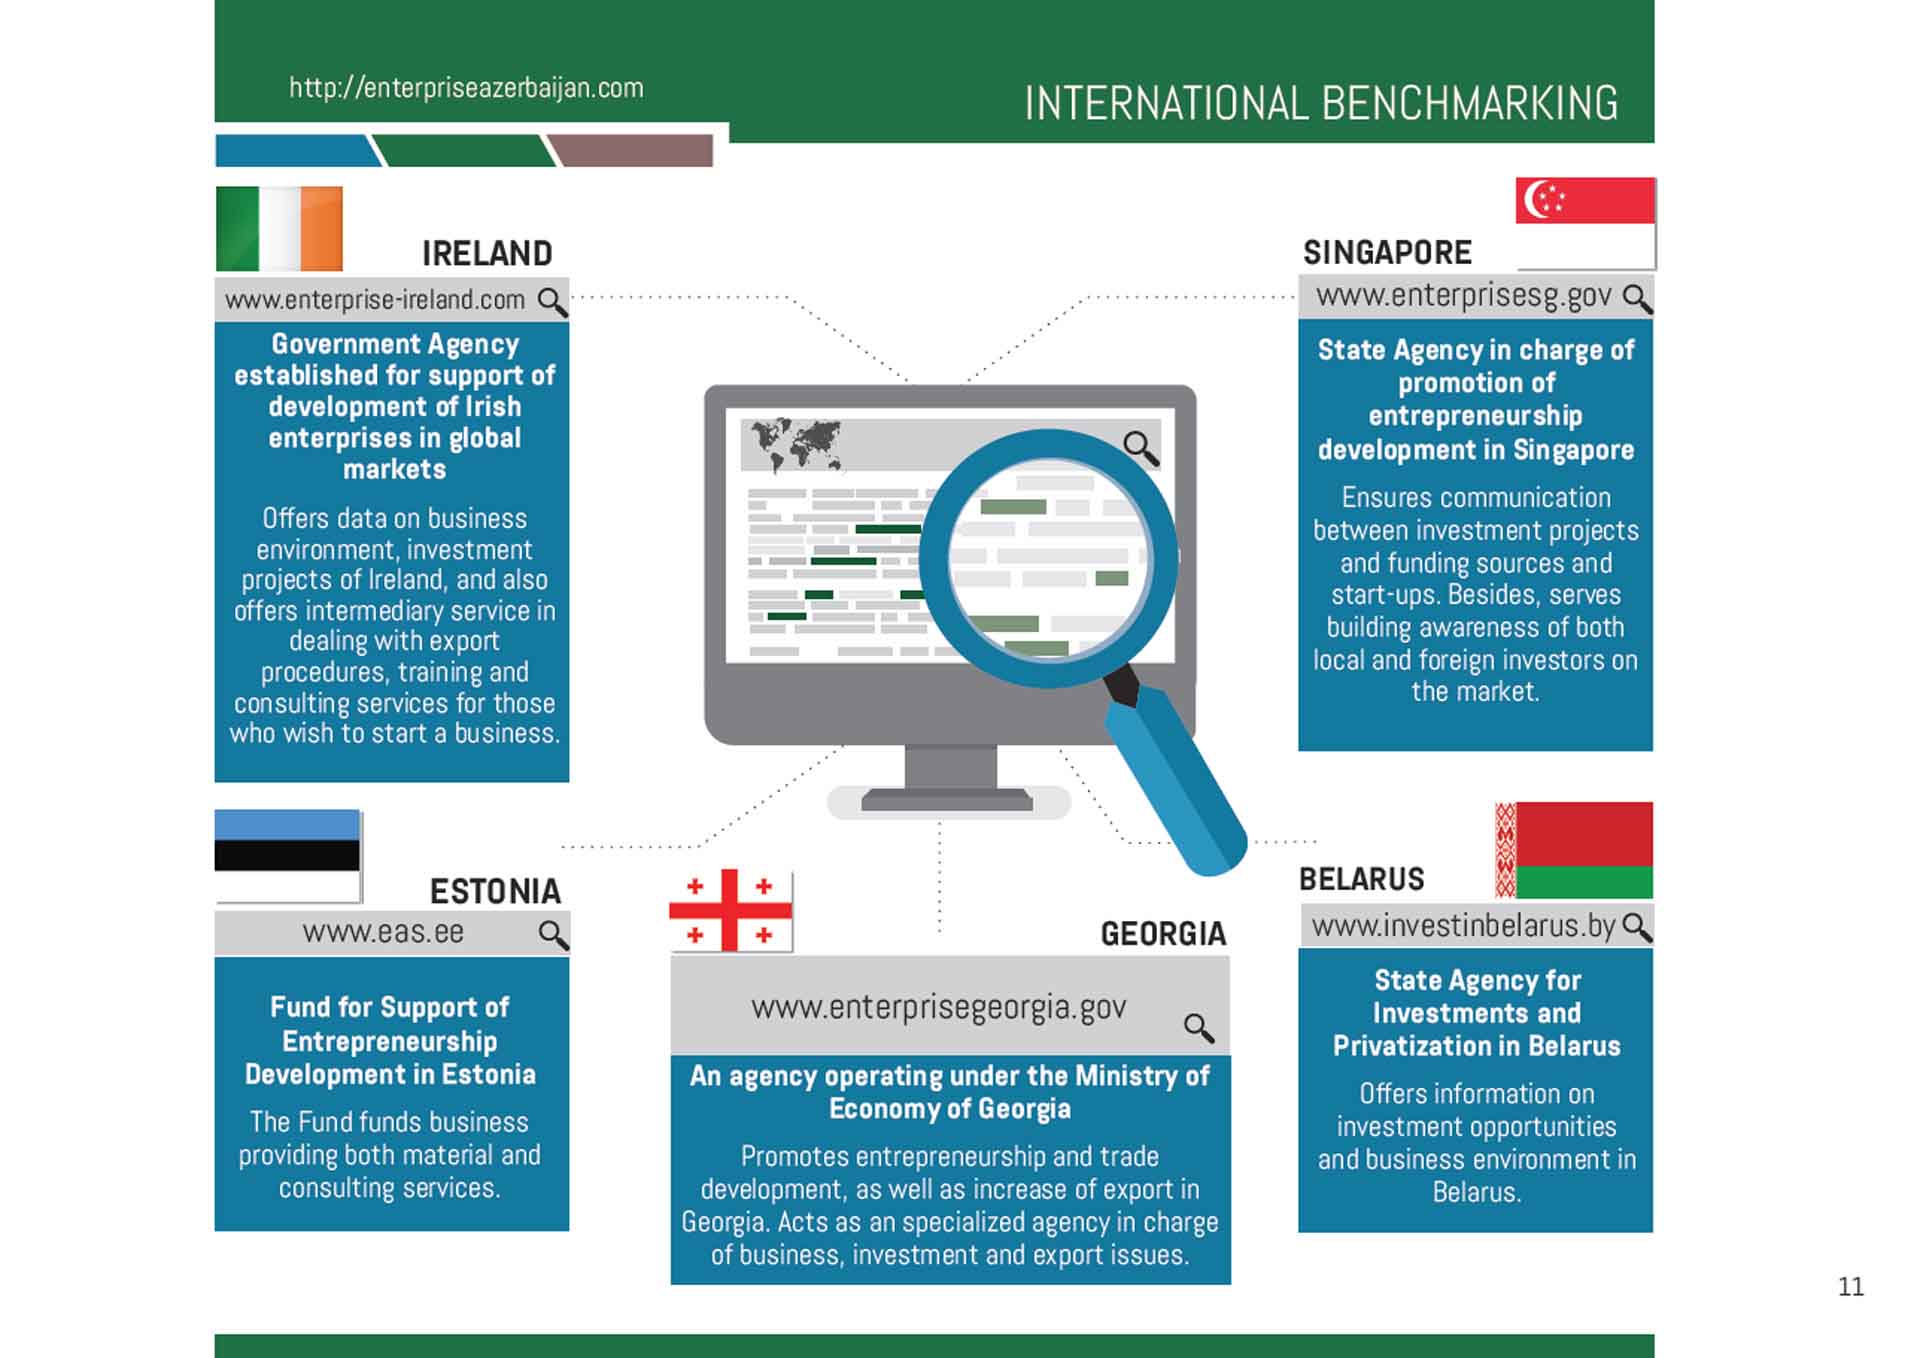 http://enterpriseazerbaijan.com
INTERNATIONAL BENCHMARKING
IRELAND
www.enterprise-ireland.com
Government Agency
established for support of
development of Irish
enterprises in global
markets
Offers data on business
environment, investment
projects of Ireland, and also
offers intermediary service in
dealing with export
procedures, training and
consulting services for those
who wish to start a business.
SINGAPORE
www.enterprisesg.gov
State Agency in charge of
promotion of
entrepreneurship
development in Singapore
Ensures communication
between investment projects
and funding sources and
start-ups. Besides, serves
building awareness of both
local and foreign investors on
the market.
ESTONIA
www.eas.ee
Fund for Support of
Entrepreneurship
Development in Estonia
The Fund funds business
providing both material and
consulting services.
GEORGIA
www.enterprisegeorgia.gov
An agency operating under the Ministry of
Economy of Georgia
Promotes entrepreneurship and trade
development, as well as increase of export in
Georgia. Acts as an specialized agency in charge
of business, investment and export issues.
BELARUS
www.investinbelarus.by
State Agency for
Investments and
Privatization in Belarus
Offers information on
investment opportunities
and business environment in
Belarus.
11